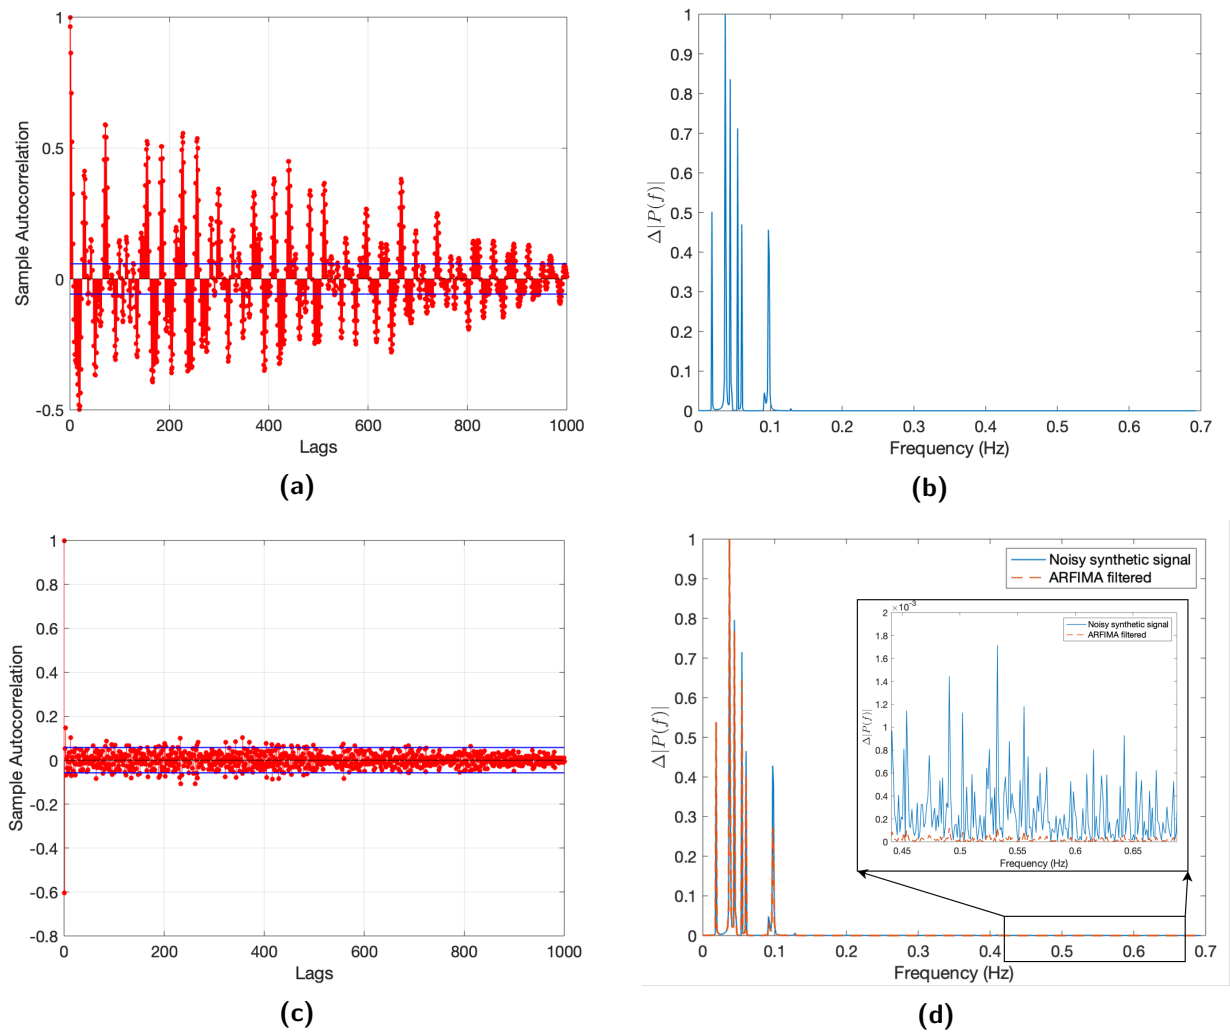 1
0.5
0
-0.5
0 200 400 600 800 1000
Sample Autocorrelation
Lags
(a)
1
0.9
0.8
0.7
0.6
0.5
0.4
0.3
0.2
0.1
0
0 0.1 0.2 0.3 0.4 0.5 0.6 0.7
Δ|P(f)|
Frequency (Hz)
(b)
1
0.8
0.6
0.4
0.2
0
-0.2
-0.4
-0.6
-0.8
0 200 400 600 800 1000
Sample Autocorrelation
Lags
(c)
1
0.9
0.8
0.7
0.6
0.5
0.4
0.3
0.2
0.1
0
0 0.1 0.2 0.3 0.4 0.5 0.6 0.7
Δ|P(f)|
Frequency (Hz)
Noisy synthetic signal
ARFIMA filtered
2 ×10⁻³
1.8
1.6
1.4
1.2
1
0.8
0.6
0.4
0.2
0
0.45 0.5 0.55 0.6 0.65
Δ|P(f)|
Frequency (Hz)
Noisy synthetic signal
ARFIMA filtered
(d)